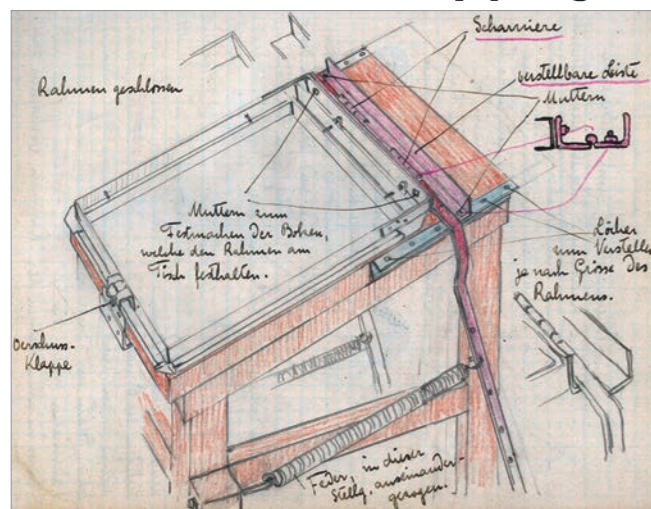 Scharniere
Rahmen geschlossen
verstellbare Leiste
Muttern
Muttern zum
Festmachen der Bolzen,
welche den Rahmen am
Tisch festhalten.
Löcher
zum Verstellen
je nach Grösse des
Rahmens.
Verschluss-
Klappe
Feder, in dieser
Stellg. auseinander-
gezogen.